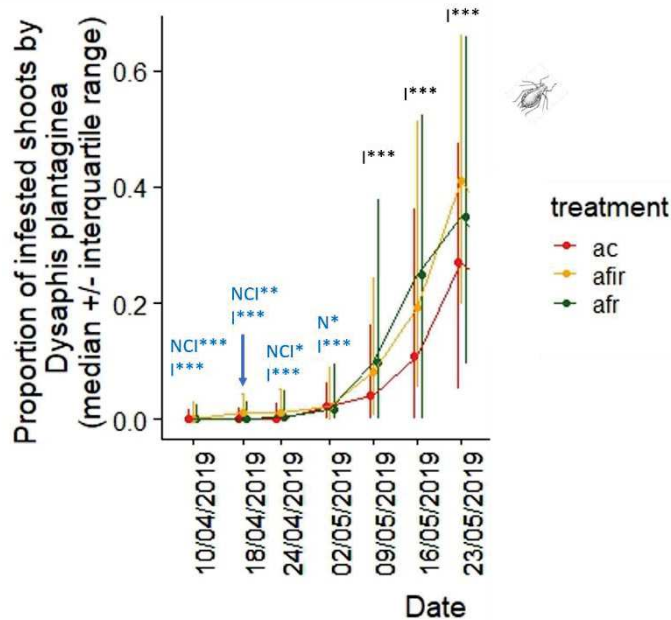 Proportion of infested shoots by
Dysaphis plantaginea
(median +/- interquartile range)
0.6
0.4
0.2
0.0
NCI***
I***
NCI**
I***
NCI*
I***
N*
I***
I***
I***
I***
10/04/2019
18/04/2019
24/04/2019
02/05/2019
09/05/2019
16/05/2019
23/05/2019
Date
treatment
ac
afir
afr